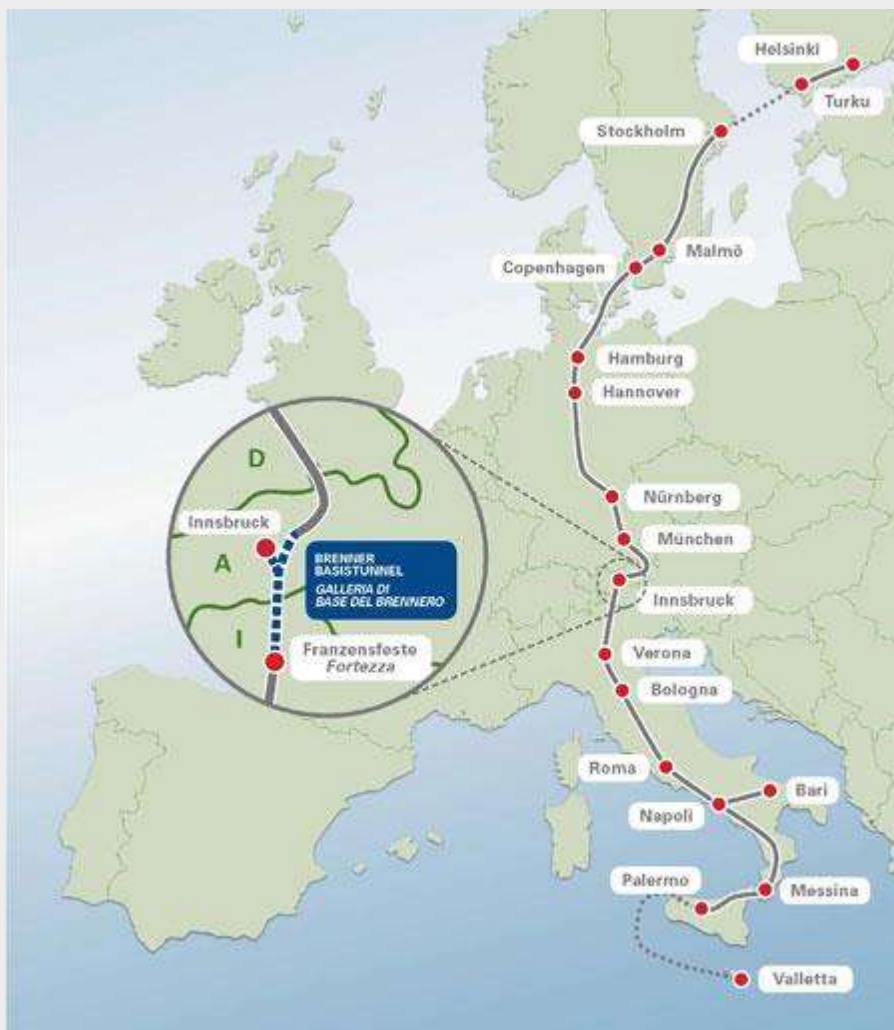 Helsinki
Turku
Stockholm
Malmö
Copenhagen
Hamburg
Hannover
Nürnberg
München
Innsbruck
Verona
Bologna
Roma
Bari
Napoli
Palermo
Messina
Valletta
D
Innsbruck
A
BRENNER
BASISTUNNEL
GALLERIA DI
BASE DEL BRENNERO
I
Franzensfeste
Fortezza